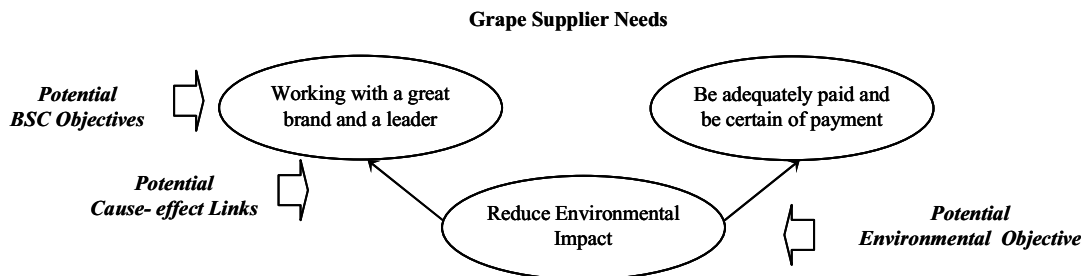 Grape Supplier Needs
Potential
BSC Objectives
Working with a great
brand and a leader
Be adequately paid and
be certain of payment
Potential
Cause- effect Links
Reduce Environmental
Impact
Potential
Environmental Objective